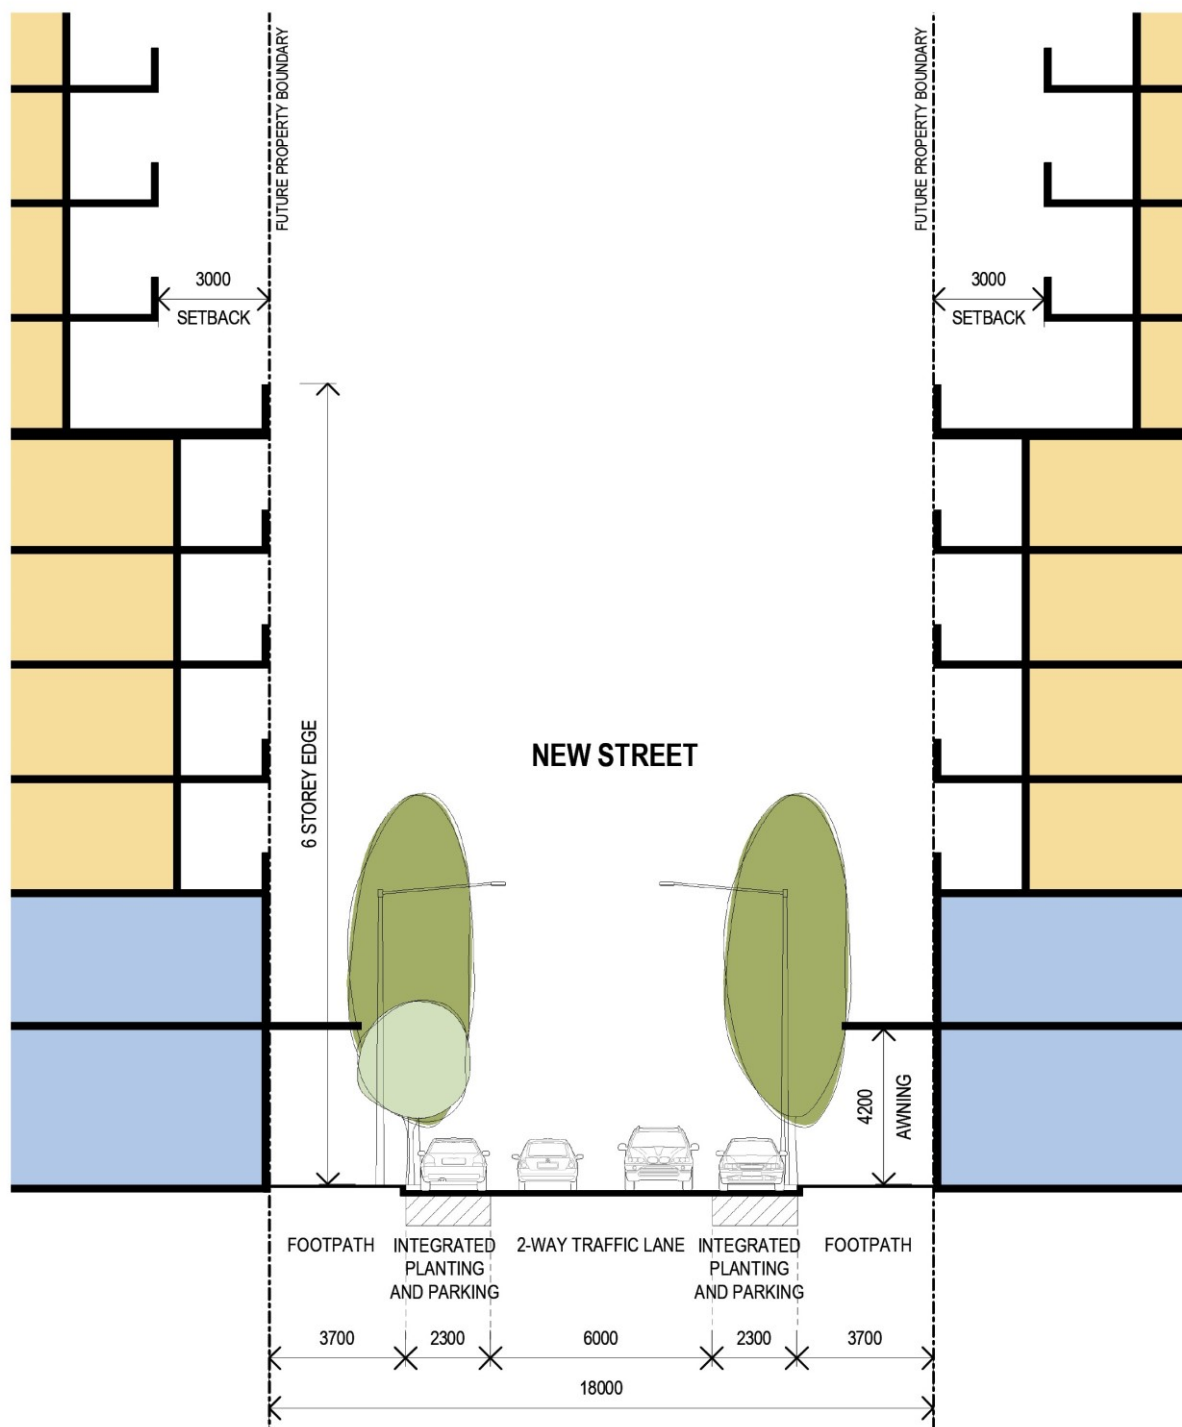 FUTURE PROPERTY BOUNDARY
FUTURE PROPERTY BOUNDARY
3000
SETBACK
3000
SETBACK
6 STOREY EDGE
NEW STREET
4200
AWNING
FOOTPATH
INTEGRATED
PLANTING
AND PARKING
2-WAY TRAFFIC LANE
INTEGRATED
PLANTING
AND PARKING
FOOTPATH
3700
2300
6000
2300
3700
18000